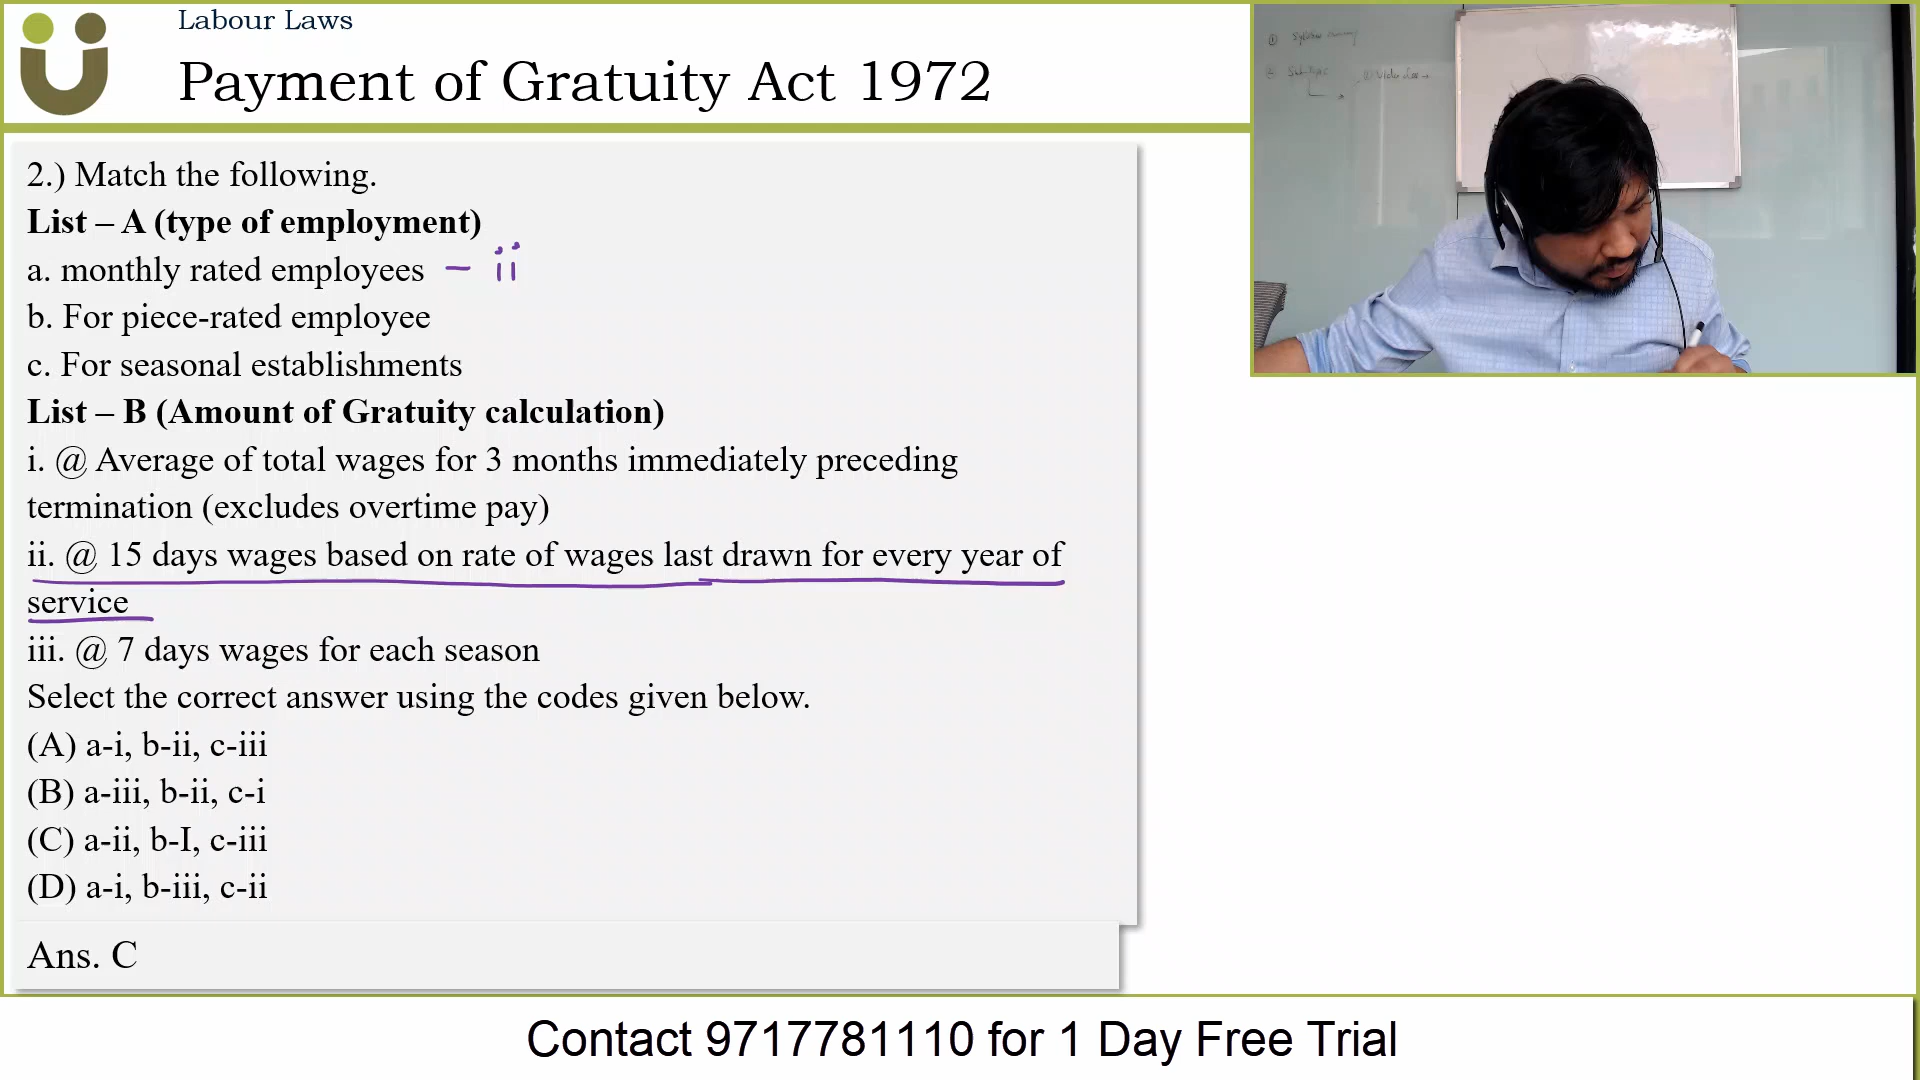 Labour Laws
Payment of Gratuity Act 1972
2.) Match the following.
List – A (type of employment)
a. monthly rated employees – ii
b. For piece-rated employee
c. For seasonal establishments
List – B (Amount of Gratuity calculation)
i. @ Average of total wages for 3 months immediately preceding
termination (excludes overtime pay)
ii. @ 15 days wages based on rate of wages last drawn for every year of
service
iii. @ 7 days wages for each season
Select the correct answer using the codes given below.
(A) a-i, b-ii, c-iii
(B) a-iii, b-ii, c-i
(C) a-ii, b-I, c-iii
(D) a-i, b-iii, c-ii
Ans. C
Contact 9717781110 for 1 Day Free Trial